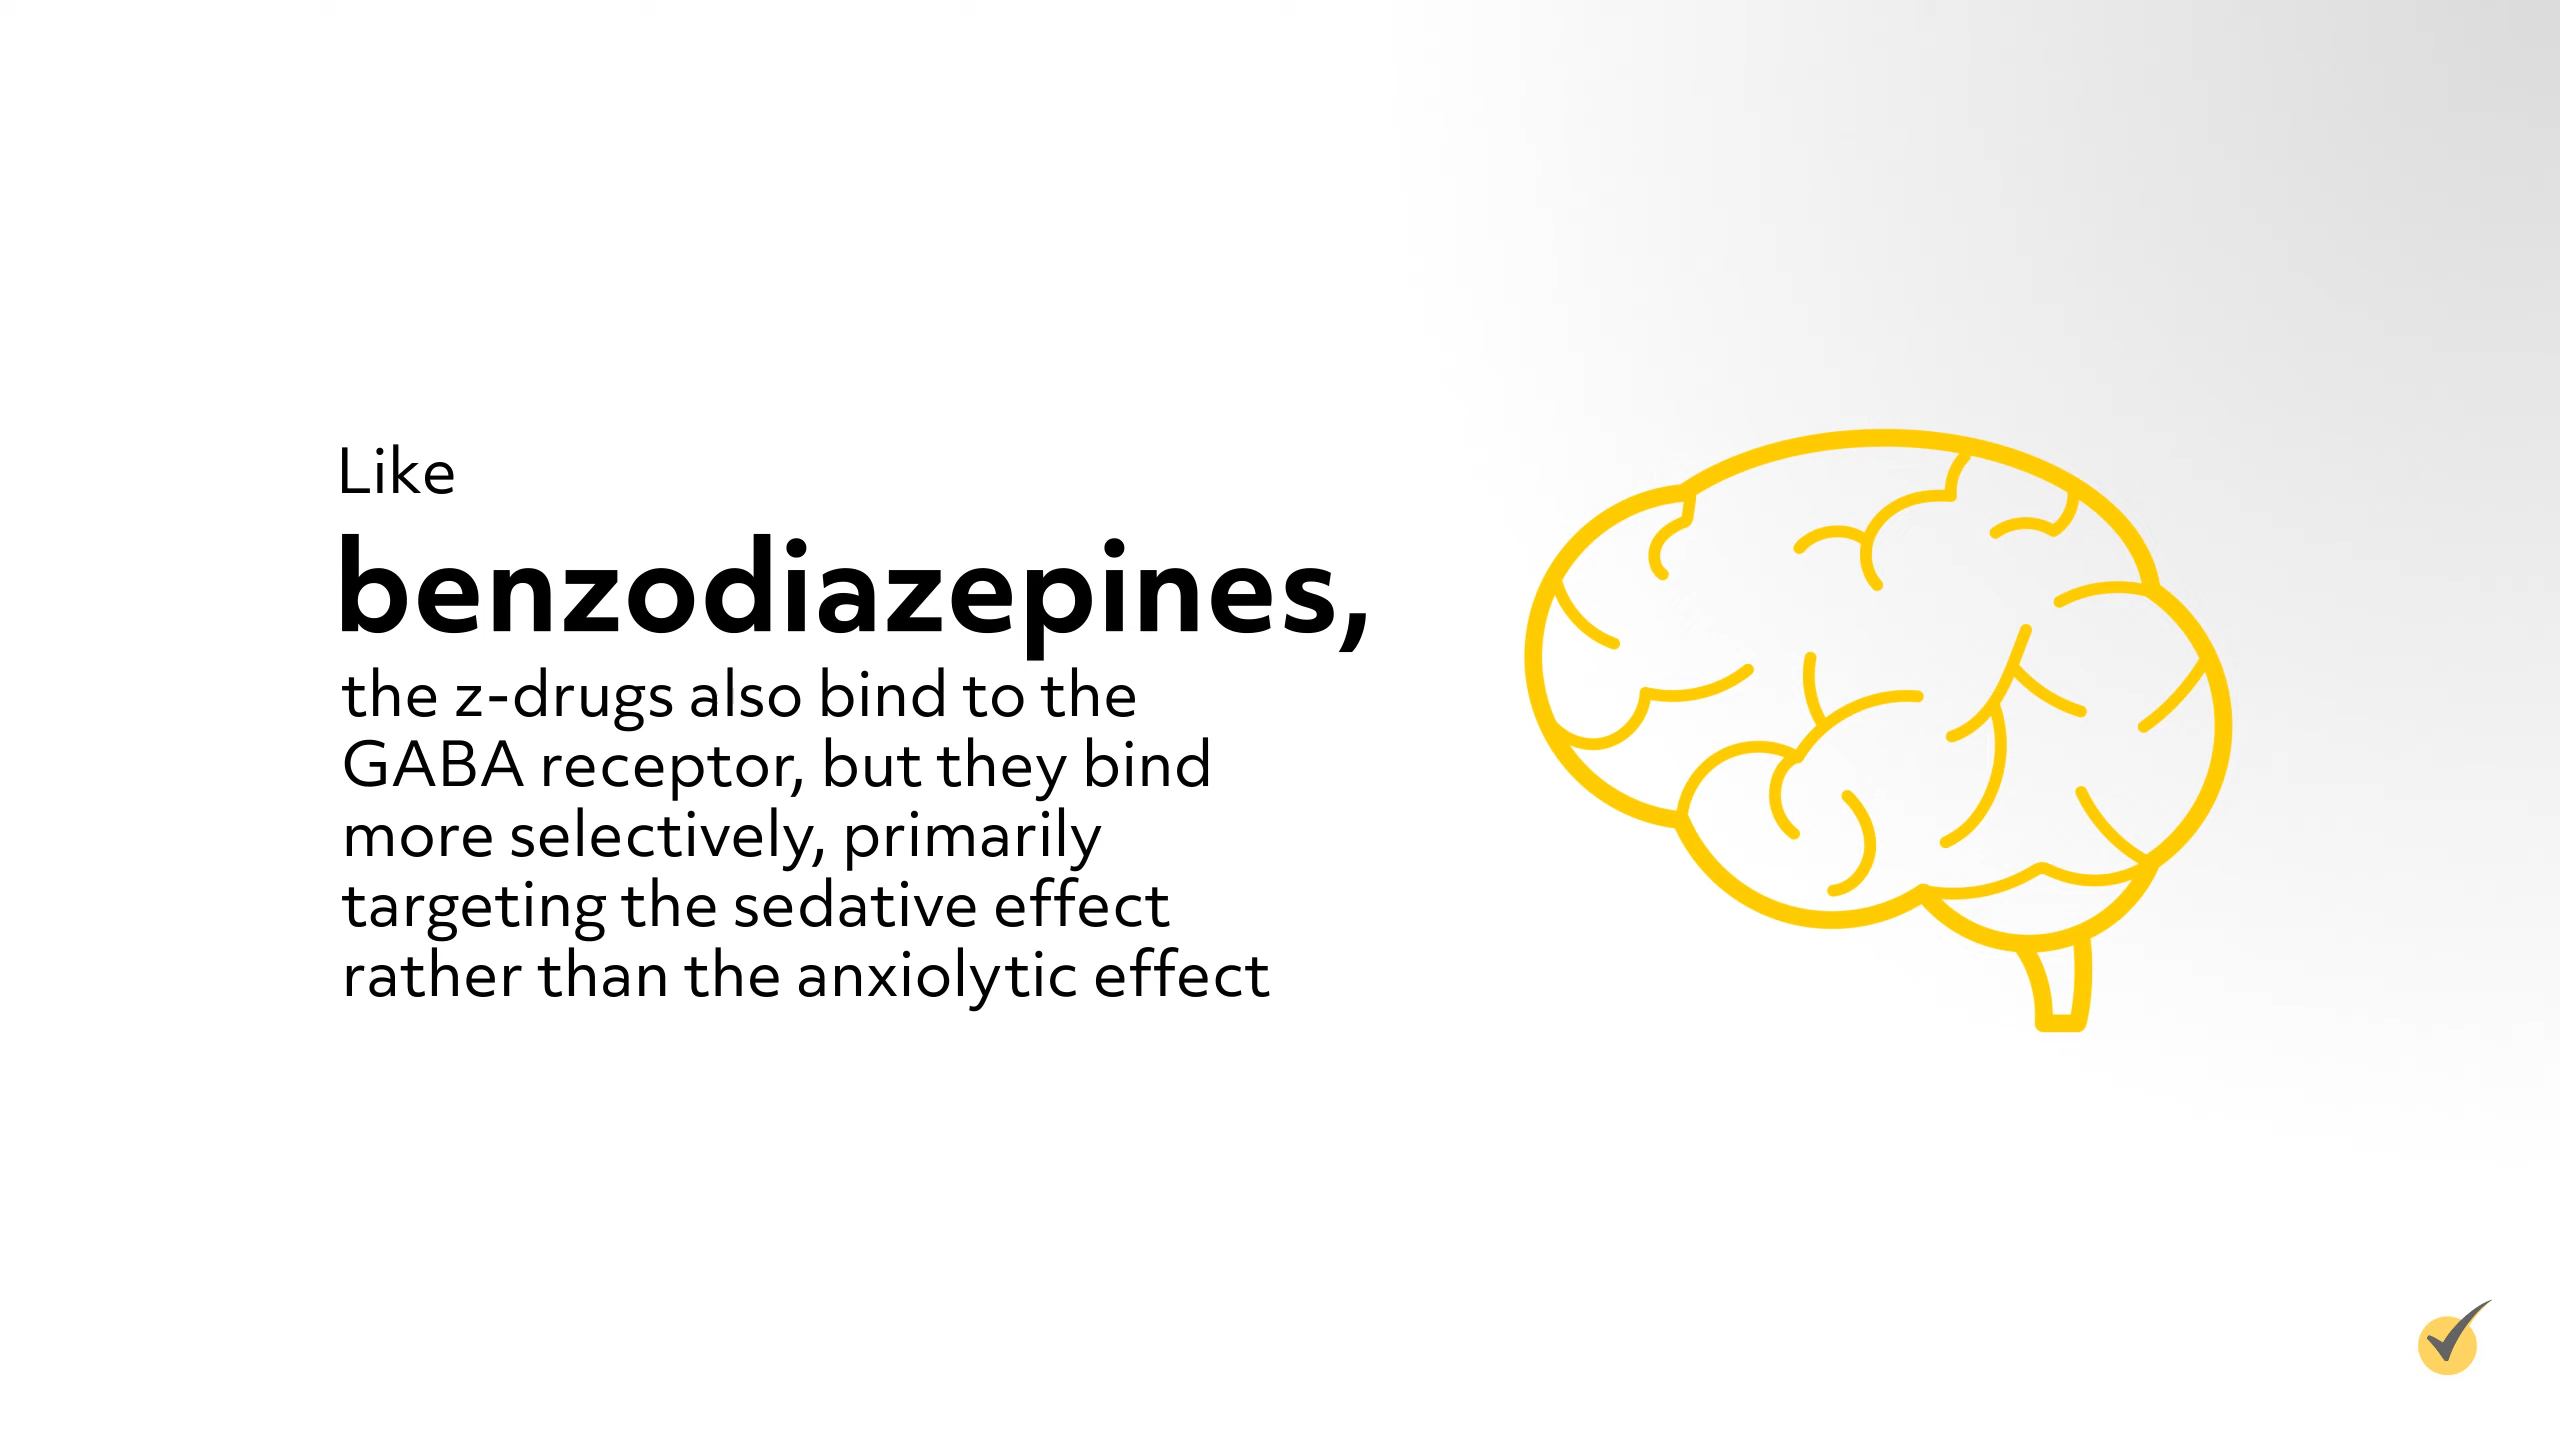 Like
benzodiazepines,
the z-drugs also bind to the
GABA receptor, but they bind
more selectively, primarily
targeting the sedative effect
rather than the anxiolytic effect